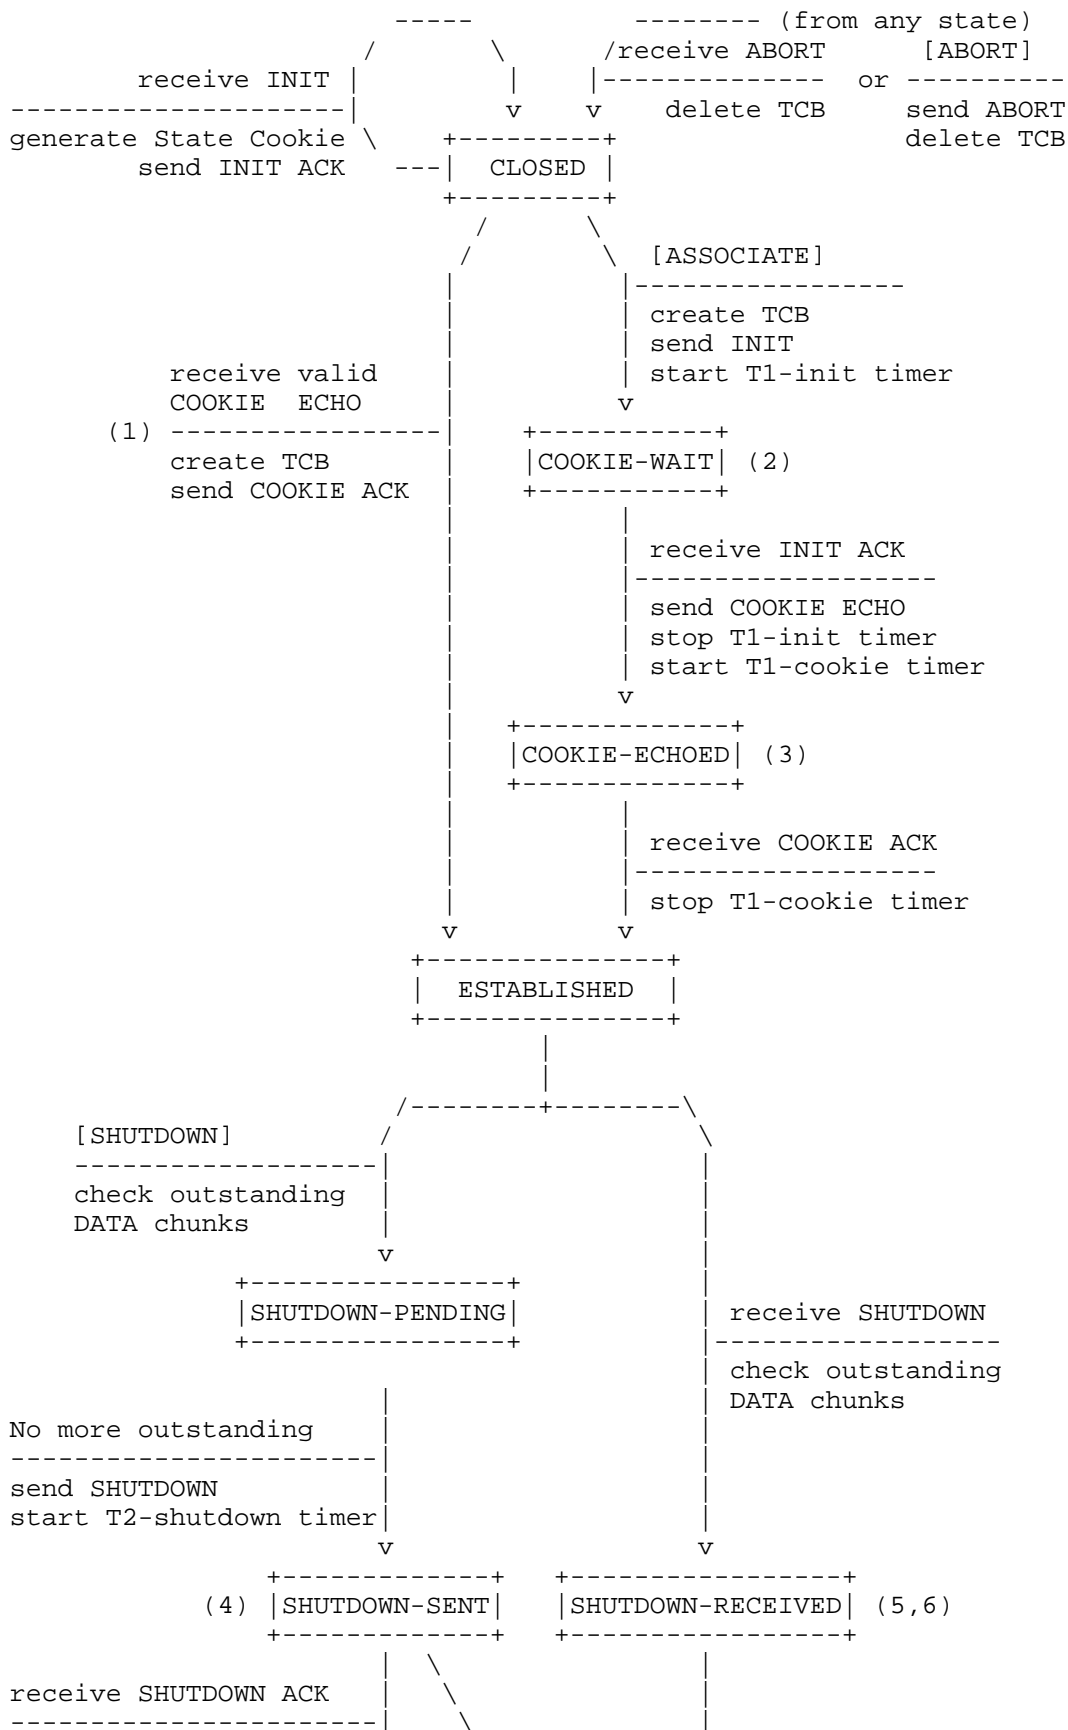 -----          -------- (from any state)
                            /       \      /receive ABORT      [ABORT]
          receive INIT |            |    |--------------  or ----------
---------------------|            v    v     delete TCB     send ABORT
generate State Cookie \     +---------+                    delete TCB
        send INIT ACK   ---|  CLOSED |
                           +---------+
                             /      \
                            /        \  [ASSOCIATE]
                           |          |-----------------
                           |          | create TCB
                           |          | send INIT
          receive valid    |          | start T1-init timer
          COOKIE  ECHO     |          v
      (1) -----------------|    +-----------+
          create TCB       |    |COOKIE-WAIT| (2)
          send COOKIE ACK  |    +-----------+
                           |          |
                           |          | receive INIT ACK
                           |          |-------------------
                           |          | send COOKIE ECHO
                           |          | stop T1-init timer
                           |          | start T1-cookie timer
                           |          v
                           |   +-------------+
                           |   |COOKIE-ECHOED| (3)
                           |   +-------------+
                           |          |
                           |          | receive COOKIE ACK
                           |          |-------------------
                           |          | stop T1-cookie timer
                           v          v
                         +---------------+
                         |  ESTABLISHED  |
                         +---------------+
                                 |
                                 |
                        /--------+--------\
    [SHUTDOWN]         /                   \
    -------------------|                   |
    check outstanding  |                   |
    DATA chunks        |                   |
                       v                   |
              +----------------+           |
              |SHUTDOWN-PENDING|           | receive SHUTDOWN
              +----------------+           |------------------
                                           | check outstanding
                       |                   | DATA chunks
No more outstanding    |                   |
-----------------------|                   |
send SHUTDOWN          |                   |
start T2-shutdown timer|                   |
                       v                   v
                +-------------+   +-----------------+
            (4) |SHUTDOWN-SENT|   |SHUTDOWN-RECEIVED| (5,6)
                +-------------+   +-----------------+
                       |  \                |
receive SHUTDOWN ACK   |   \               |
-----------------------|    \              |